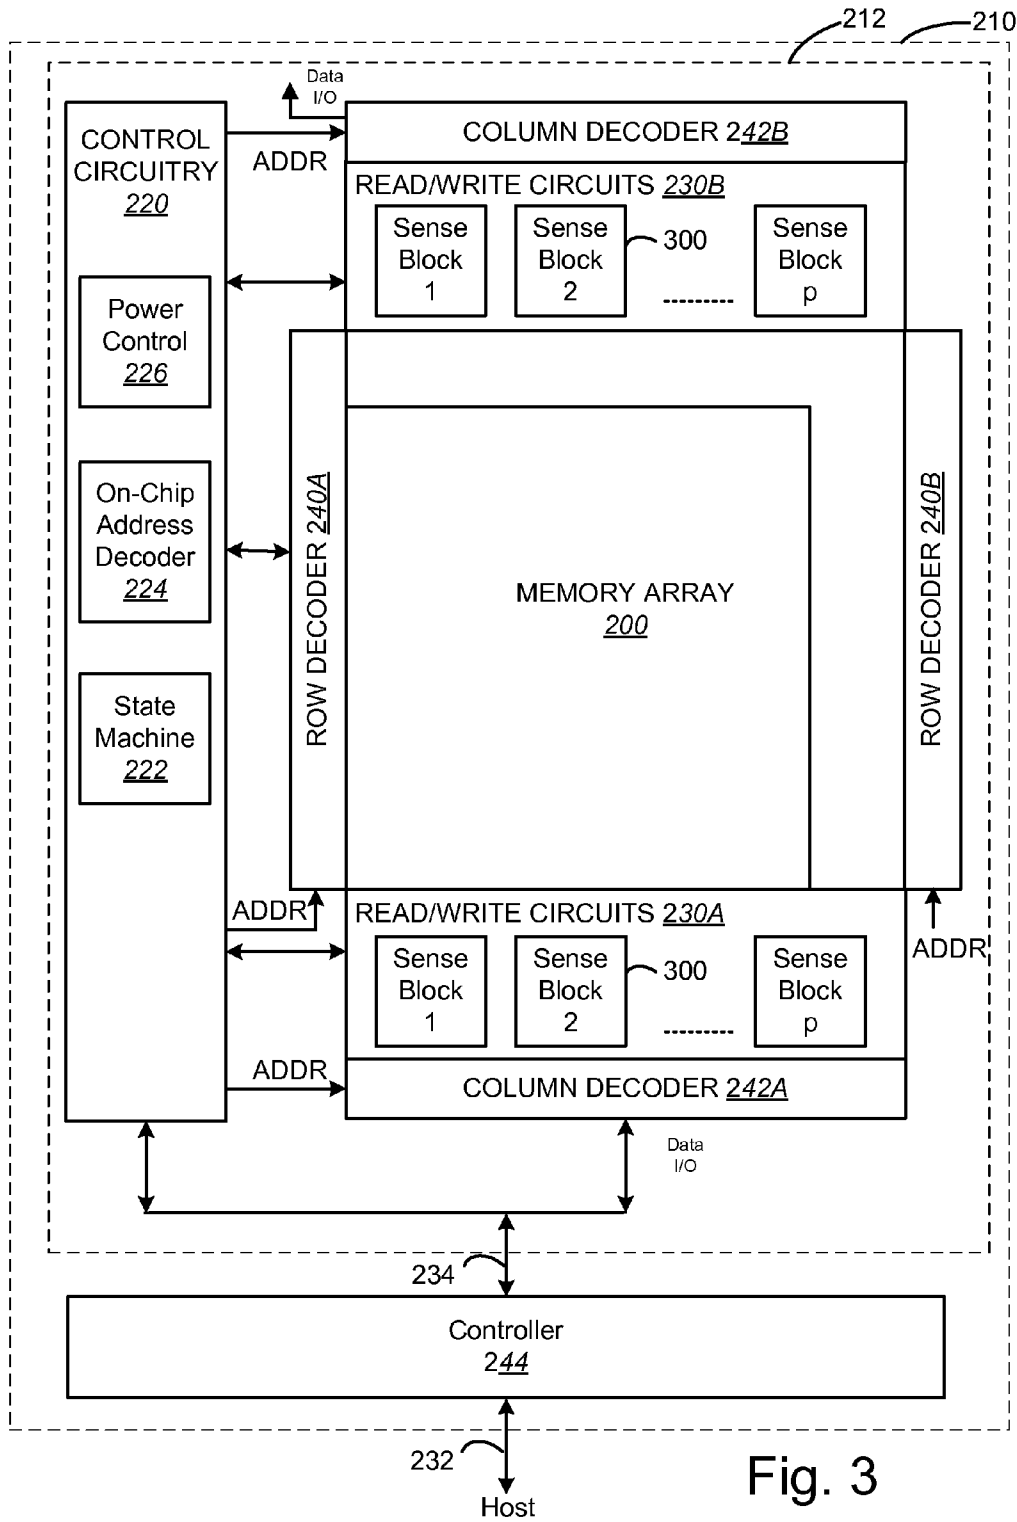 212
210
Data
I/O
CONTROL
CIRCUITRY
220
ADDR
COLUMN DECODER 242B
READ/WRITE CIRCUITS 230B
Sense
Block
1
Sense
Block
2
300
.........
Sense
Block
p
Power
Control
226
On-Chip
Address
Decoder
224
State
Machine
222
ROW DECODER 240A
MEMORY ARRAY
200
ROW DECODER 240B
ADDR
READ/WRITE CIRCUITS 230A
ADDR
Sense
Block
1
Sense
Block
2
300
.........
Sense
Block
p
ADDR
COLUMN DECODER 242A
Data
I/O
234
Controller
244
232
Host
Fig. 3